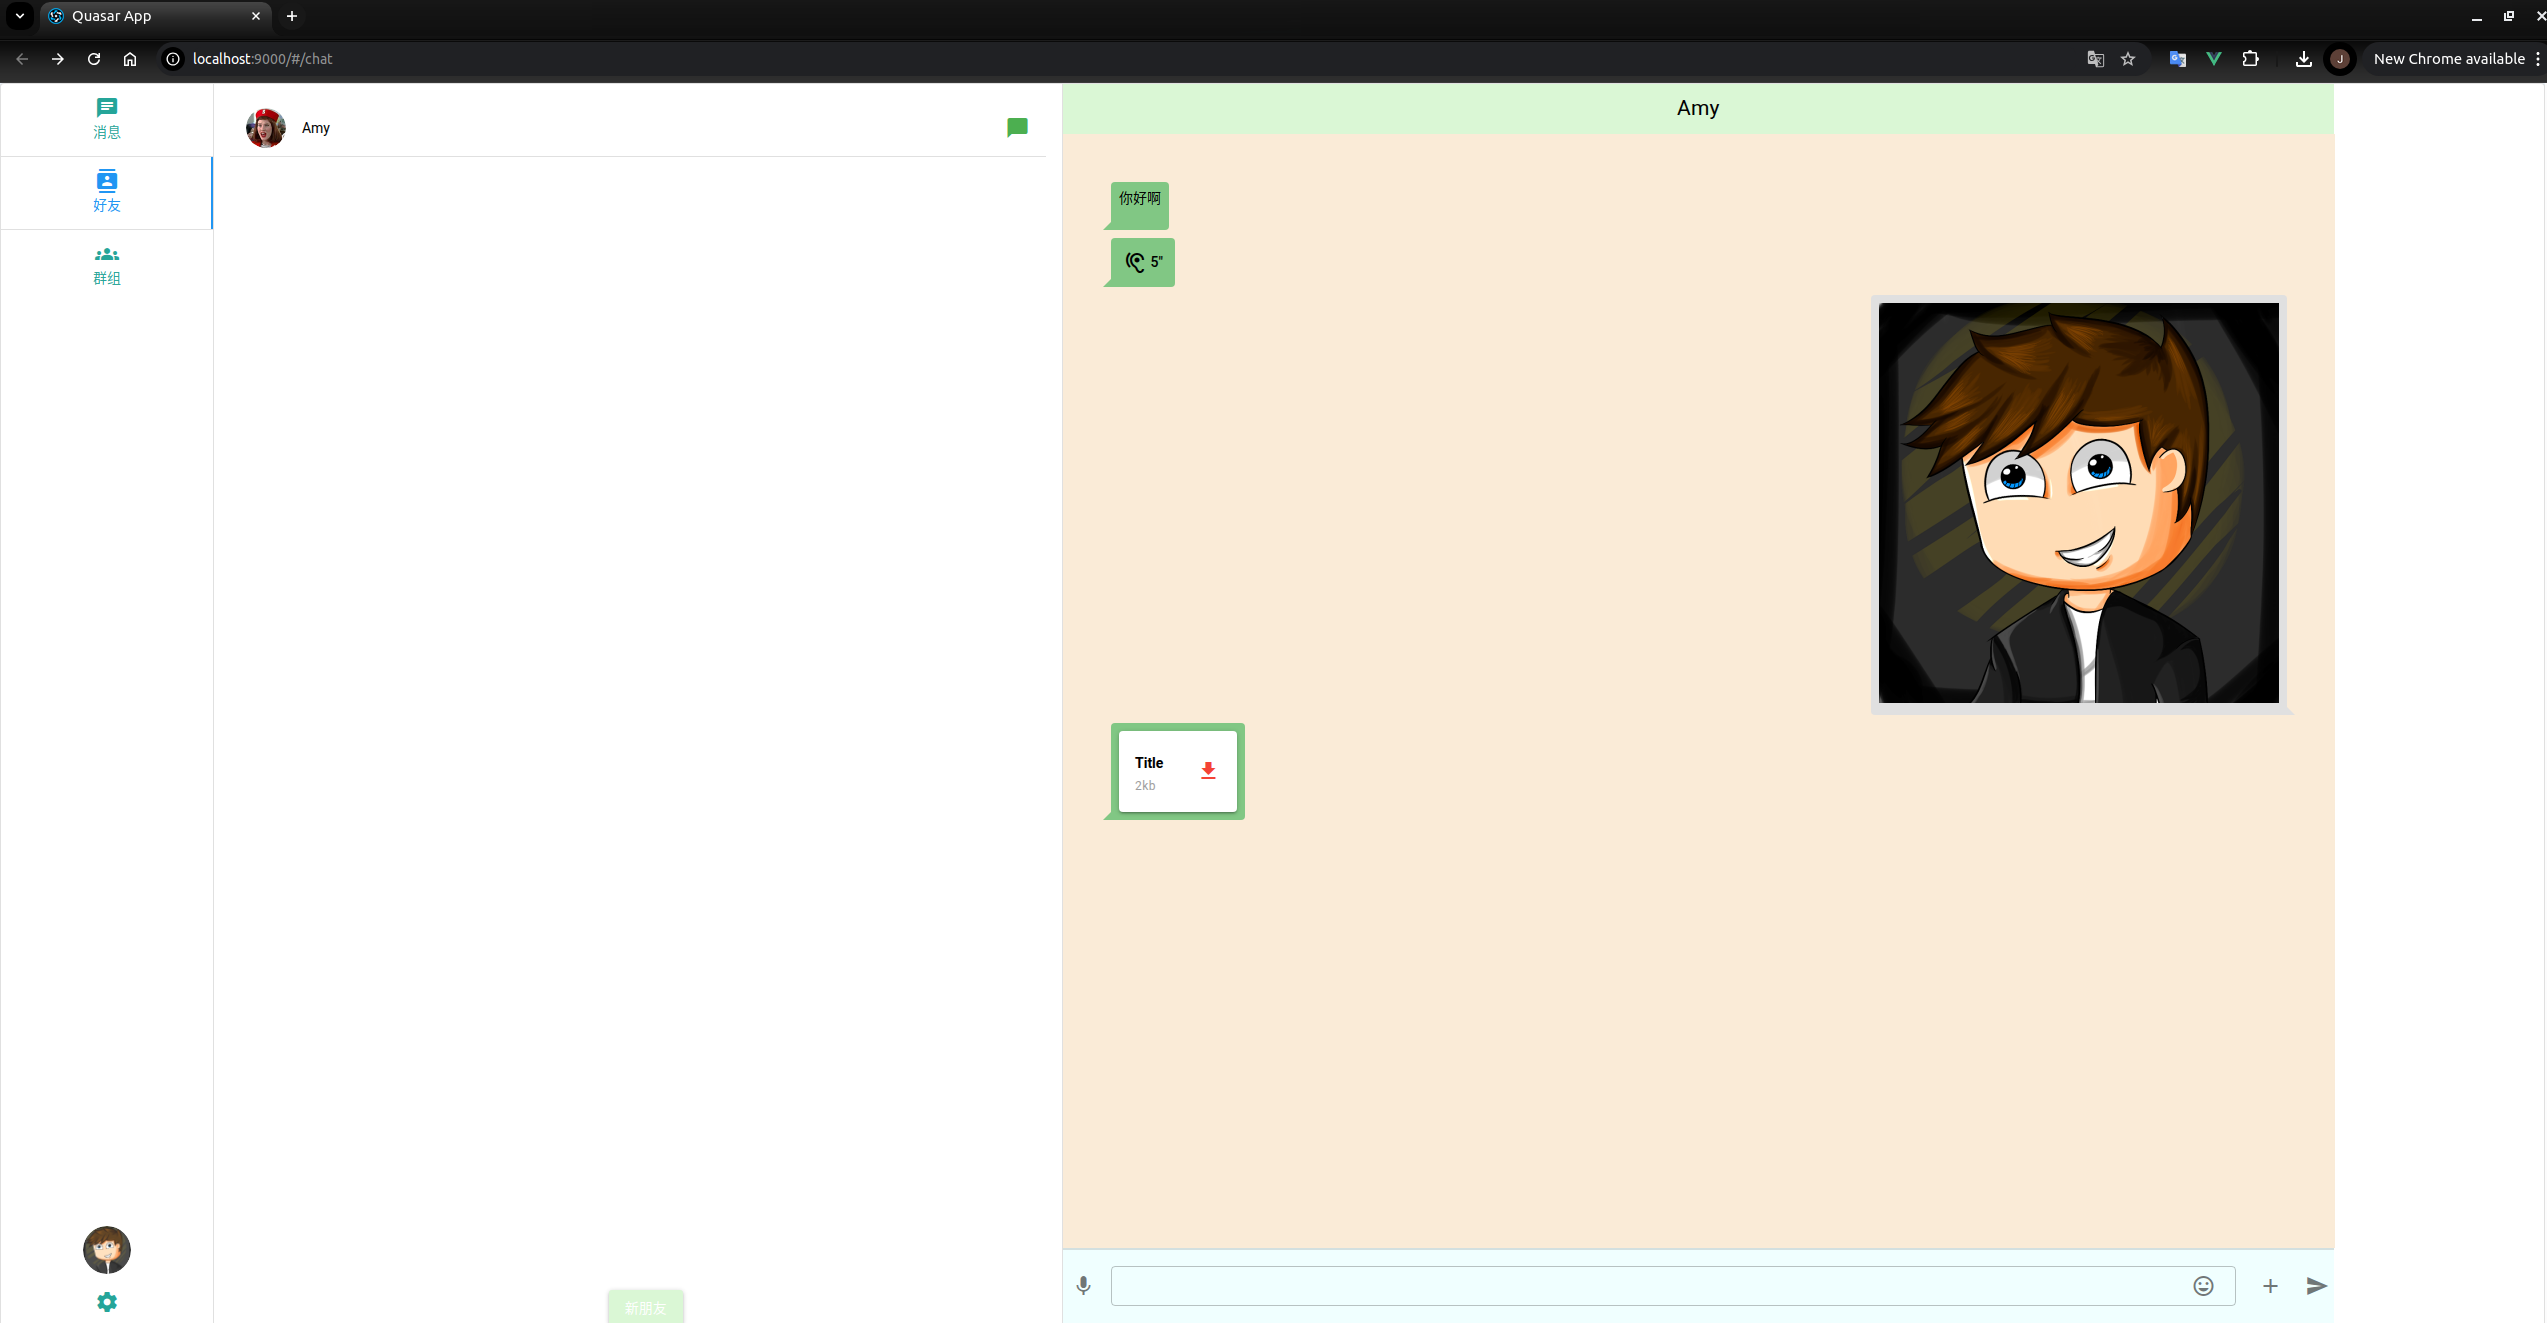 Quasar App
localhost:9000/#/chat
J
New Chrome available
消息
好友
群组
Amy
新朋友
Amy
你好啊
5"
Title
2kb